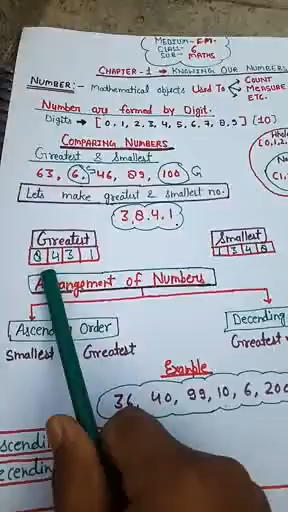 MEDIUM - E.M.
CLASS - 6
SUB - MATHS
CHAPTER-1 → KNOWING OUR NUMBERS
NUMBER:- Mathematical objects Used To COUNT
MEASURE
ETC.
Number are formed by Digit.
Digits → [0,1,2,3,4,5,6,7,8,9] [10]
COMPARING NUMBERS
Greatest & Smallest
63, 6, S 46, 89, 100 G
Lets make greatest & smallest no.
3,8,4,1
Greatest
8 4 3 1
Smallest
1 3 4 8
Arrangement of Numbers
Order
Decending
Smallest Greatest
Greatest
Example
36, 40, 99, 10, 6, 200